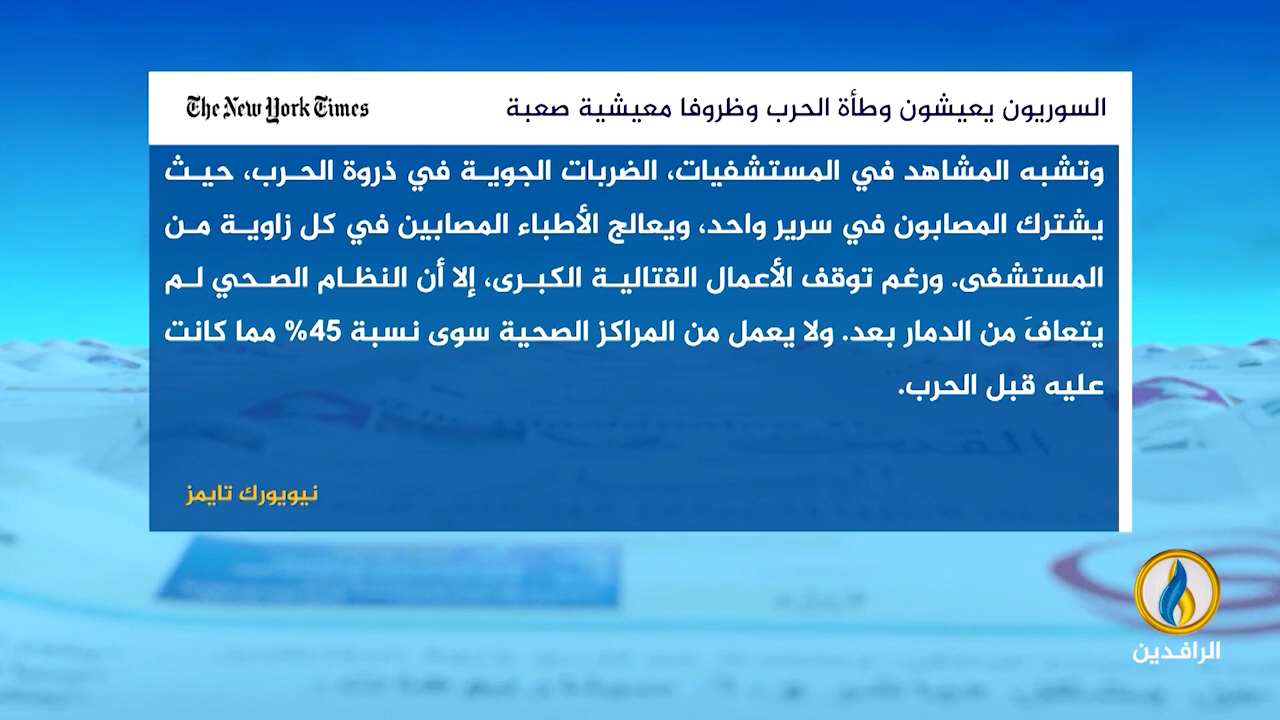 السوريون يعيشون وطأة الحرب وظروفا معيشية صعبة
The New York Times
وتشبه المشاهد في المستشفيات، الضربات الجوية في ذروة الحرب، حيث
يشترك المصابون في سرير واحد، ويعالج الأطباء المصابين في كل زاوية من
المستشفى. ورغم توقف الأعمال القتالية الكبرى، إلا أن النظام الصحي لم
يتعافَ من الدمار بعد. ولا يعمل من المراكز الصحية سوى نسبة 45% مما كانت
عليه قبل الحرب.
نيويورك تايمز
الرافدين